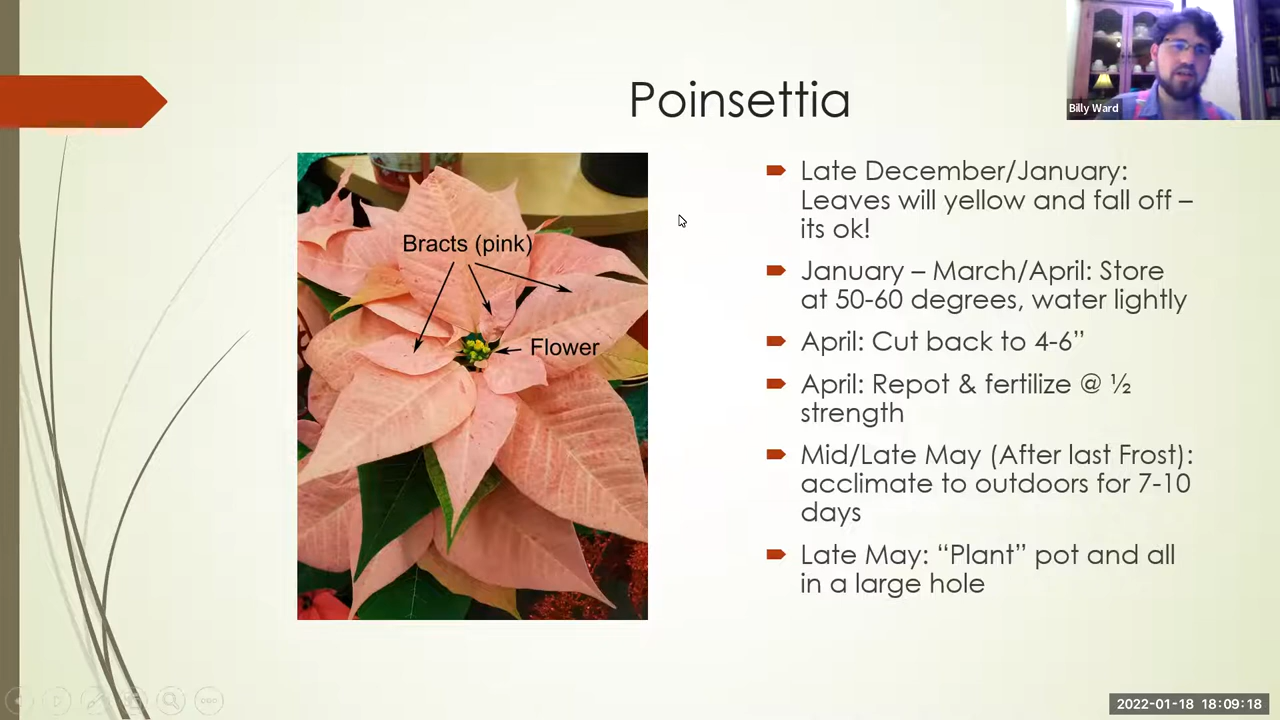 Poinsettia
Billy Ward
Bracts (pink)
Flower
Late December/January:
Leaves will yellow and fall off –
its ok!
January – March/April: Store
at 50-60 degrees, water lightly
April: Cut back to 4-6”
April: Repot & fertilize @ ½
strength
Mid/Late May (After last Frost):
acclimate to outdoors for 7-10
days
Late May: “Plant” pot and all
in a large hole
2022-01-18 18:09:18